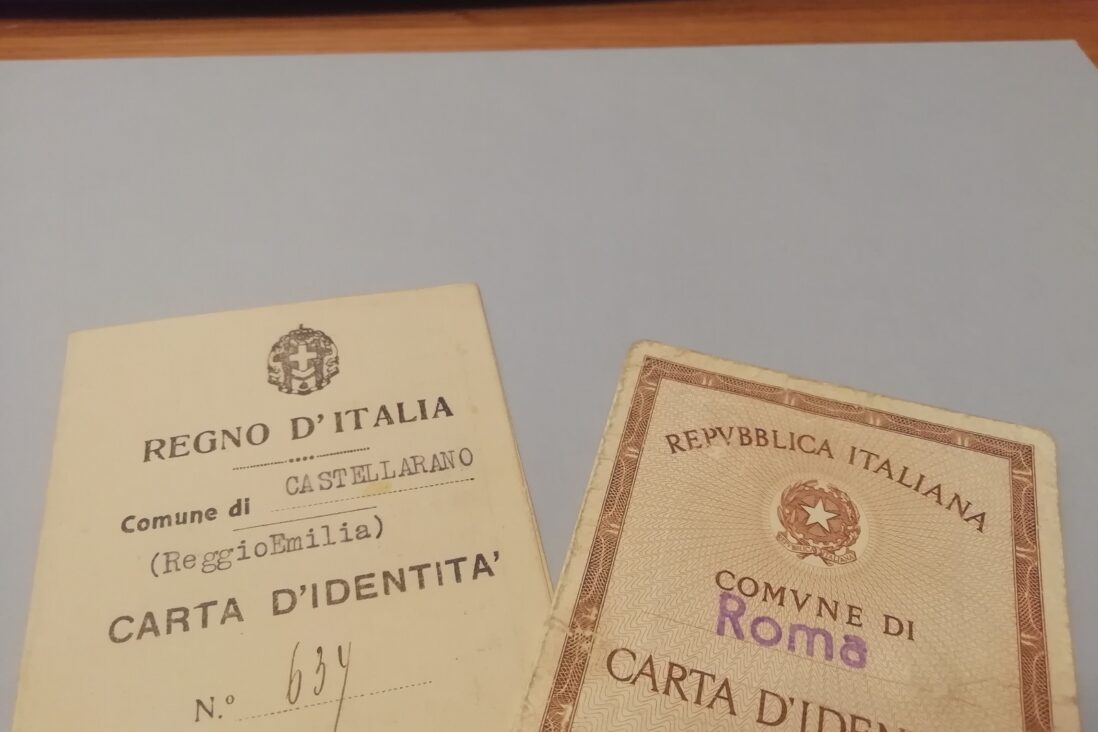 REGNO D'ITALIA
Comune di CASTELLARANO
(ReggioEmilia)
CARTA D'IDENTITA'
N.º 634
REPVBBLICA ITALIANA
COMVNE DI
Roma
CARTA D'IDEN